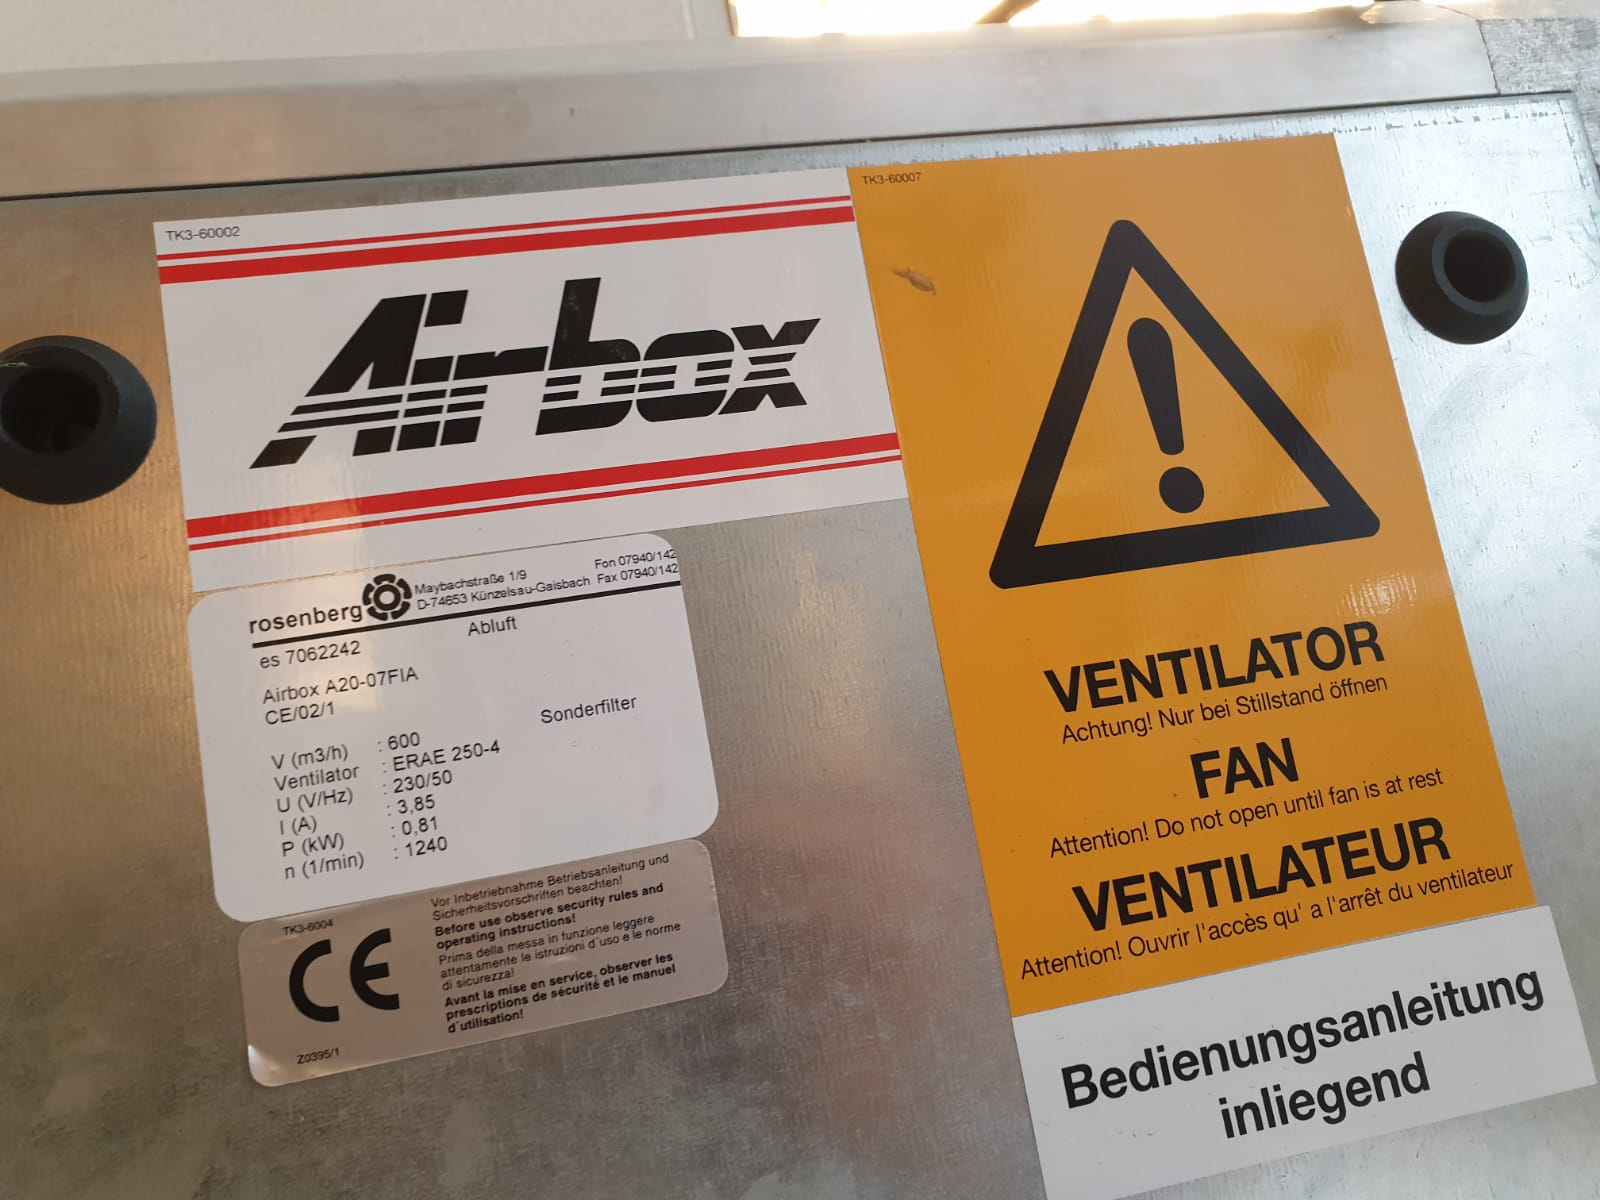 TK3-60002
Airbox
rosenberg
Maybachstraße 1/9
D-74653 Künzelsau-Gaisbach
Fon 07940/142
Fax 07940/142
Abluft
es 7062242
Airbox A20-07FIA
CE/02/1
Sonderfilter
V (m3/h) : 600
Ventilator : ERAE 250-4
U (V/Hz) : 230/50
I (A) : 3,85
P (kW) : 0,81
n (1/min) : 1240
TK3-6004
CE
Z0395/1
Vor Inbetriebnahme Betriebsanleitung und
Sicherheitsvorschriften beachten!
Before use observe security rules and
operating instructions!
Prima della messa in funzione leggere
attentamente le istruzioni d´uso e le norme
di sicurezza!
Avant la mise en service, observer les
prescriptions de sécurité et le manuel
d´utilisation!
TK3-60007
VENTILATOR
Achtung! Nur bei Stillstand öffnen
FAN
Attention! Do not open until fan is at rest
VENTILATEUR
Attention! Ouvrir l'accès qu' a l'arrêt du ventilateur
Bedienungsanleitung
inliegend